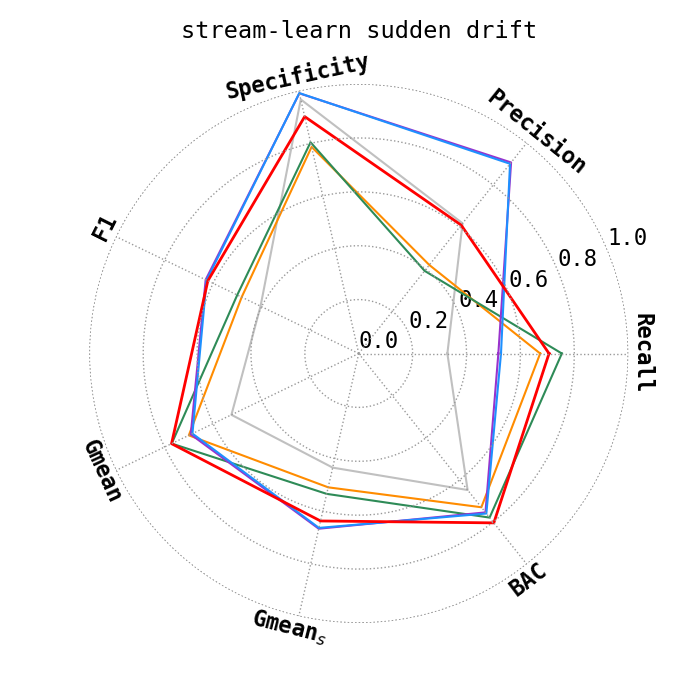 stream-learn sudden drift
Specificity
Precision
F1
1.0
0.8
0.6
0.4
0.2
0.0
Recall
Gmean
BAC
Gmeanₛ